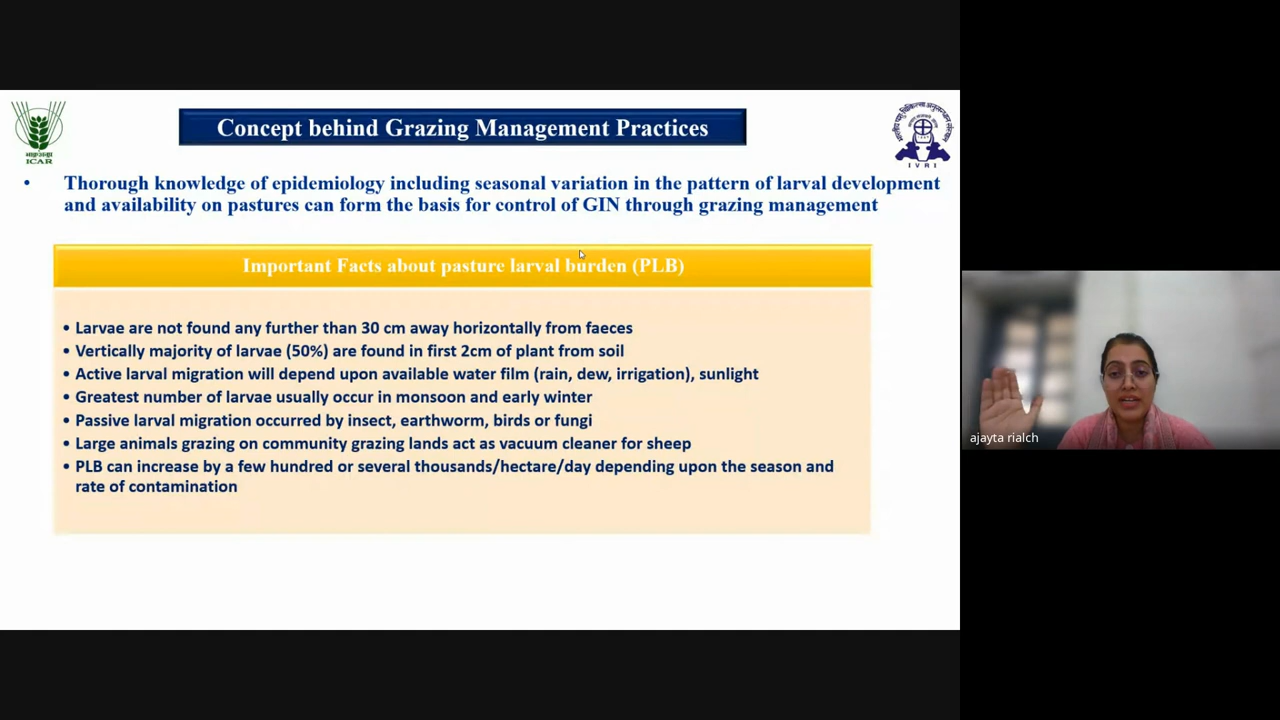 Concept behind Grazing Management Practices
ICAR
IVRI
• Thorough knowledge of epidemiology including seasonal variation in the pattern of larval development
and availability on pastures can form the basis for control of GIN through grazing management
Important Facts about pasture larval burden (PLB)
• Larvae are not found any further than 30 cm away horizontally from faeces
• Vertically majority of larvae (50%) are found in first 2cm of plant from soil
• Active larval migration will depend upon available water film (rain, dew, irrigation), sunlight
• Greatest number of larvae usually occur in monsoon and early winter
• Passive larval migration occurred by insect, earthworm, birds or fungi
• Large animals grazing on community grazing lands act as vacuum cleaner for sheep
• PLB can increase by a few hundred or several thousands/hectare/day depending upon the season and
rate of contamination
ajayta rialch